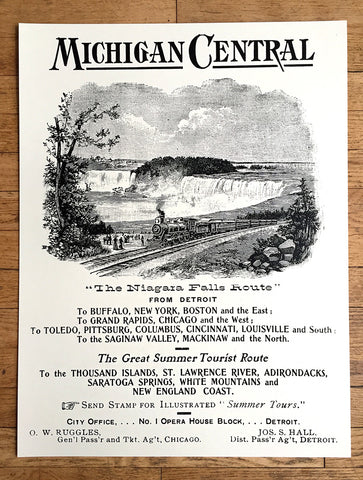 MICHIGAN CENTRAL
"The Niagara Falls Route"
FROM DETROIT
To BUFFALO, NEW YORK, BOSTON and the East;
To GRAND RAPIDS, CHICAGO and the West;
To TOLEDO, PITTSBURG, COLUMBUS, CINCINNATI, LOUISVILLE and South;
To the SAGINAW VALLEY, MACKINAW and the North.
The Great Summer Tourist Route
To the THOUSAND ISLANDS, ST. LAWRENCE RIVER, ADIRONDACKS,
SARATOGA SPRINGS, WHITE MOUNTAINS and
NEW ENGLAND COAST.
☞ SEND STAMP FOR ILLUSTRATED "Summer Tours."
CITY OFFICE, . . . No. 1 OPERA HOUSE BLOCK, . . . DETROIT.
O. W. RUGGLES,
Gen'l Pass'r and Tkt. Ag't, CHICAGO.
JOS. S. HALL,
Dist. Pass'r Ag't, DETROIT.